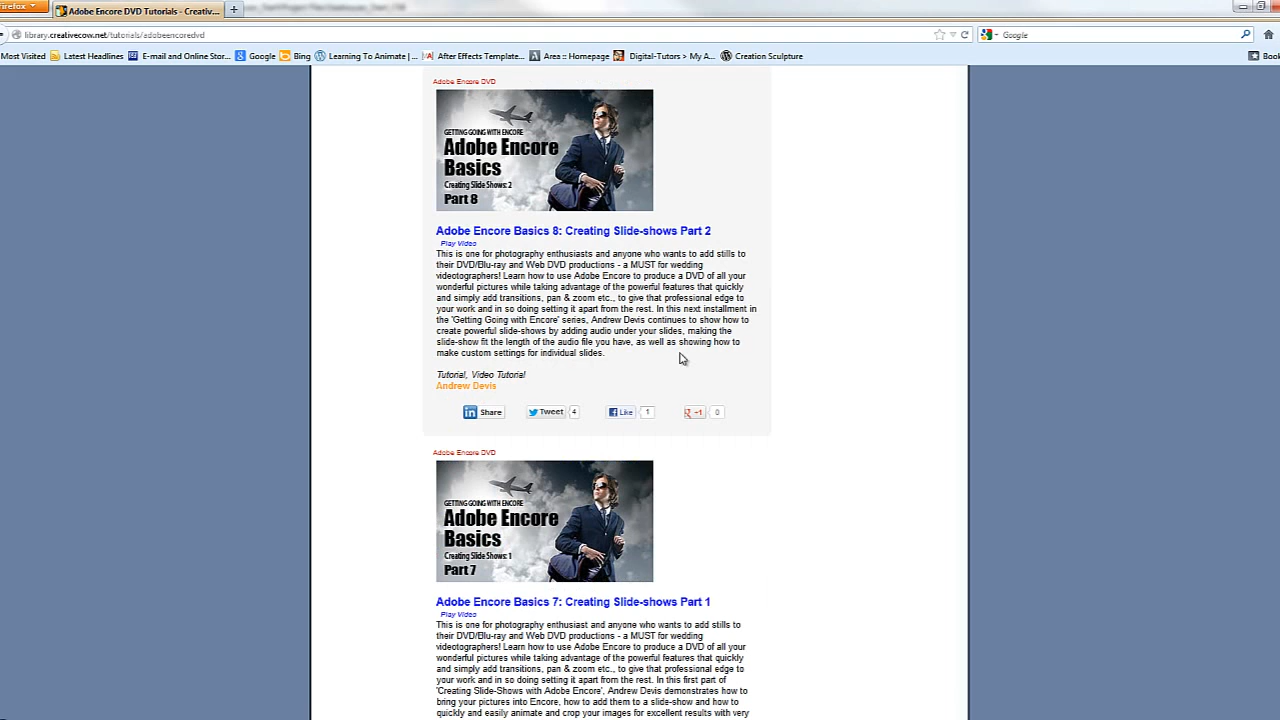 Firefox
Adobe Encore DVD Tutorials - Creativ...
library.creativecow.net/tutorials/adobeencoredvd
Google
Most Visited
Latest Headlines
E-mail and Online Stor...
Google
Bing
Learning To Animate | ...
After Effects Template...
Area :: Homepage
Digital-Tutors > My A...
Creation Sculpture
Book
Adobe Encore DVD
GETTING GOING WITH ENCORE
Adobe Encore
Basics
Creating Slide Shows: 2
Part 8
Adobe Encore Basics 8: Creating Slide-shows Part 2
Play Video
This is one for photography enthusiasts and anyone who wants to add stills to
their DVD/Blu-ray and Web DVD productions - a MUST for wedding
videotographers! Learn how to use Adobe Encore to produce a DVD of all your
wonderful pictures while taking advantage of the powerful features that quickly
and simply add transitions, pan & zoom etc., to give that professional edge to
your work and in so doing setting it apart from the rest. In this next installment in
the 'Getting Going with Encore' series, Andrew Devis continues to show how to
create powerful slide-shows by adding audio under your slides, making the
slide-show fit the length of the audio file you have, as well as showing how to
make custom settings for individual slides.
Tutorial, Video Tutorial
Andrew Devis
in Share
Tweet 4
Like 1
+1 0
Adobe Encore DVD
GETTING GOING WITH ENCORE
Adobe Encore
Basics
Creating Slide Shows: 1
Part 7
Adobe Encore Basics 7: Creating Slide-shows Part 1
Play Video
This is one for photography enthusiast and anyone who wants to add stills to
their DVD/Blu-ray and Web DVD productions - a MUST for wedding
videotographers! Learn how to use Adobe Encore to produce a DVD of all your
wonderful pictures while taking advantage of the powerful features that quickly
and simply add transitions, pan & zoom etc., to give that professional edge to
your work and in so doing setting it apart from the rest. In this first part of
'Creating Slide-Shows with Adobe Encore', Andrew Devis demonstrates how to
bring your pictures into Encore, how to add them to a slide-show and how to
quickly and easily animate and crop your images for excellent results with very